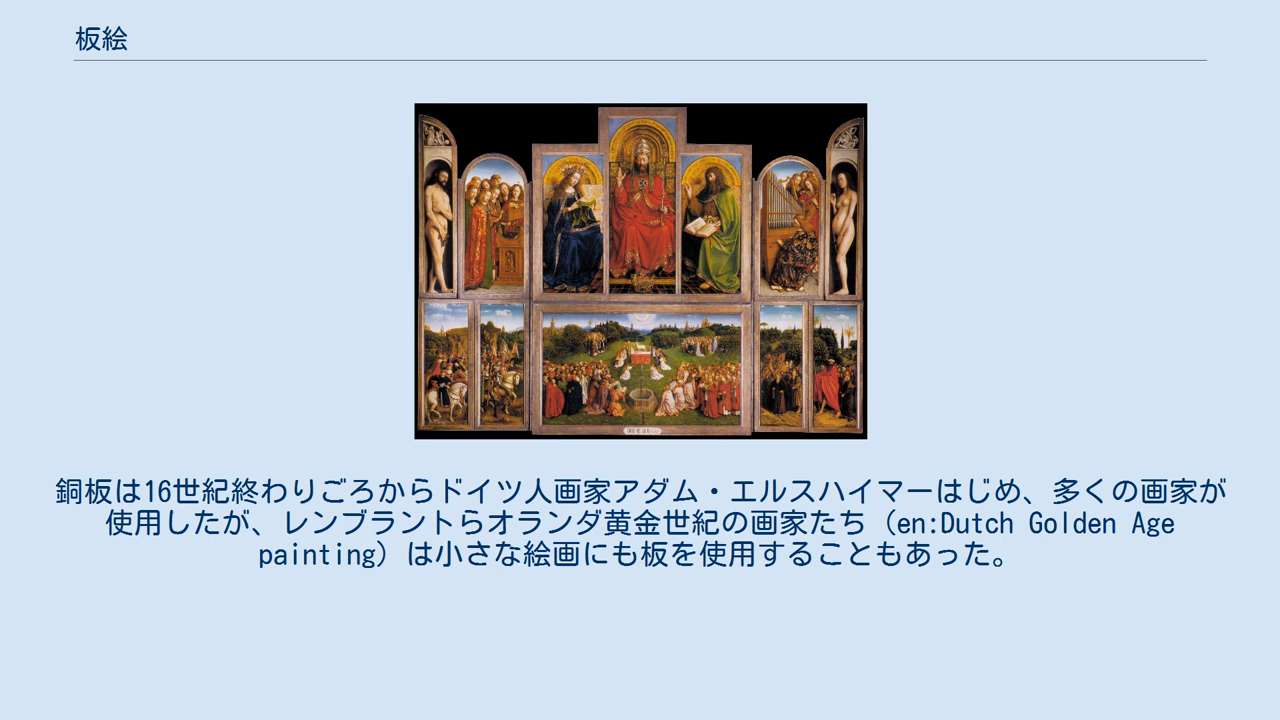 板絵
銅板は16世紀終わりごろからドイツ人画家アダム・エルスハイマーはじめ、多くの画家が
使用したが、レンブラントらオランダ黄金世紀の画家たち（en:Dutch Golden Age
painting）は小さな絵画にも板を使用することもあった。